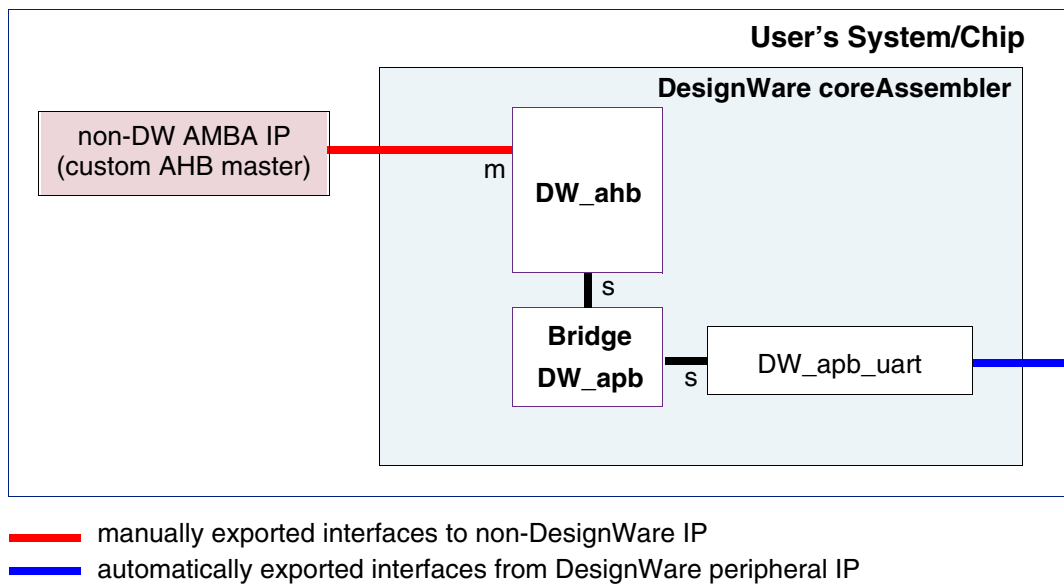 User's System/Chip
DesignWare coreAssembler
non-DW AMBA IP
(custom AHB master)
m
DW_ahb
s
Bridge
DW_apb
s
DW_apb_uart
manually exported interfaces to non-DesignWare IP
automatically exported interfaces from DesignWare peripheral IP